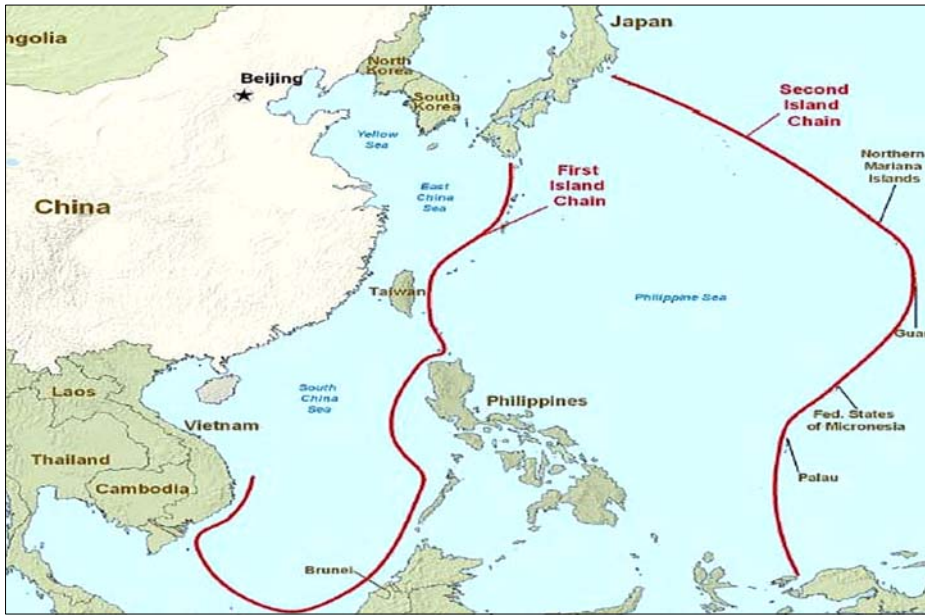 ngolia
Japan
Beijing
North
Korea
South
Korea
Second
Island
Chain
Yellow
Sea
Northern
Mariana
Islands
First
Island
Chain
East
China
Sea
China
Taiwan
Philippine Sea
Guam
Laos
South
China
Sea
Philippines
Vietnam
Fed. States
of Micronesia
Thailand
Palau
Cambodia
Brunei